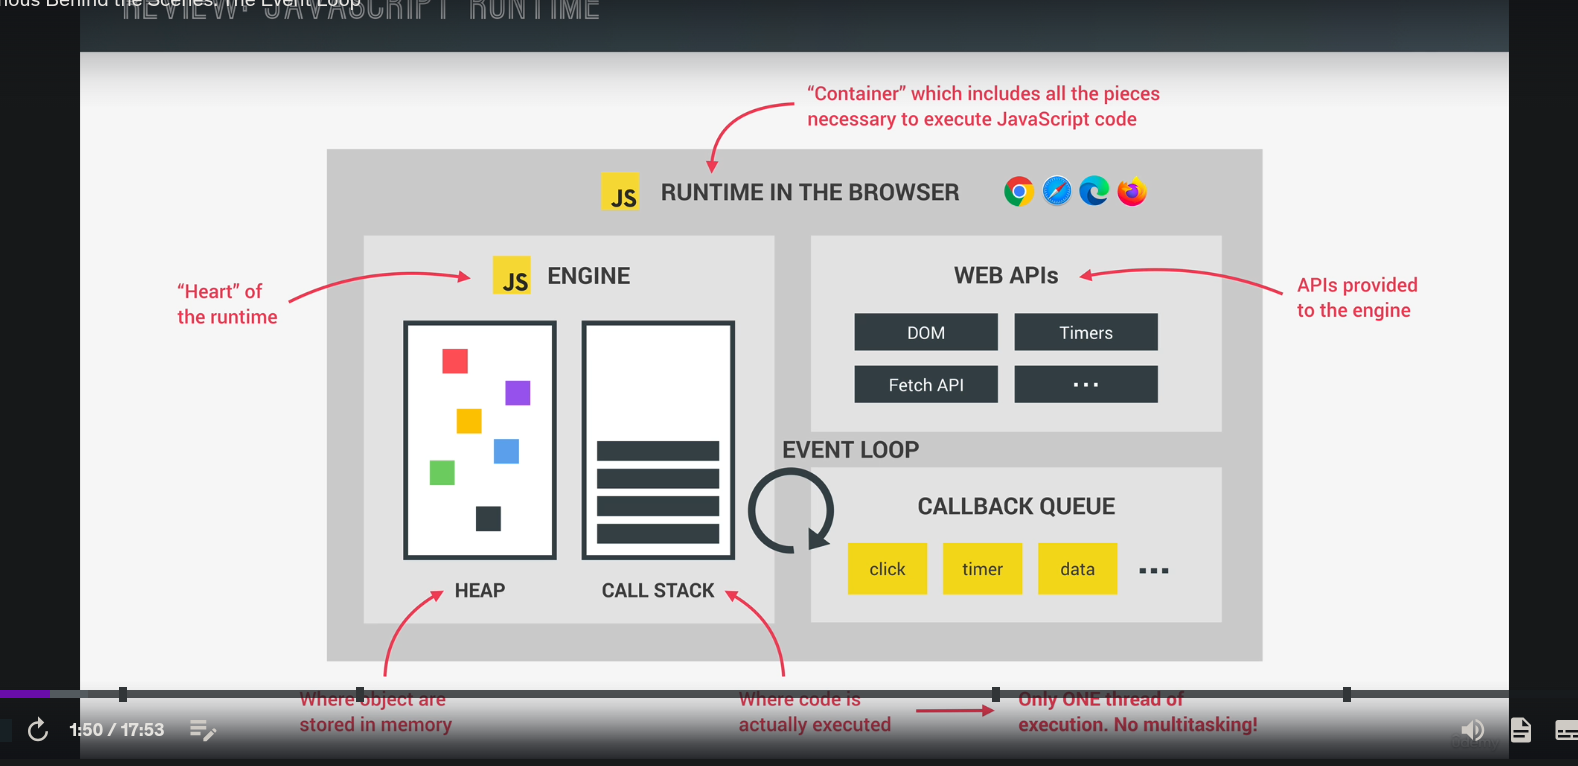 Behind the Scenes: The Event Loop
REVIEW: JAVASCRIPT RUNTIME
“Container” which includes all the pieces
necessary to execute JavaScript code
JS RUNTIME IN THE BROWSER
“Heart” of
the runtime
JS ENGINE
HEAP
CALL STACK
WEB APIs
DOM
Timers
Fetch API
...
APIs provided
to the engine
EVENT LOOP
CALLBACK QUEUE
click
timer
data
...
Where object are
stored in memory
Where code is
actually executed
Only ONE thread of
execution. No multitasking!
1:50 / 17:53